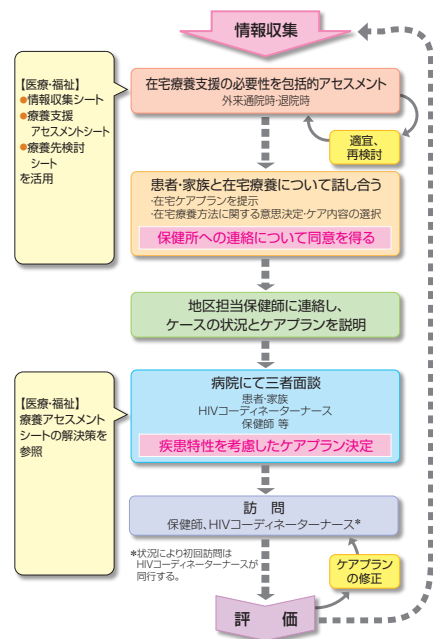 情報収集
【医療・福祉】
●情報収集シート
●療養支援
アセスメントシート
●療養先検討
シート
を活用
在宅療養支援の必要性を包括的アセスメント
外来通院時・退院時
適宜、
再検討
患者・家族と在宅療養について話し合う
・在宅ケアプランを提示
・在宅療養方法に関する意思決定・ケア内容の選択
保健所への連絡について同意を得る
地区担当保健師に連絡し、
ケースの状況とケアプランを説明
【医療・福祉】
療養アセスメント
シートの解決策を
参照
病院にて三者面談
患者・家族
HIVコーディネーターナース
保健師 等
疾患特性を考慮したケアプラン決定
訪 問
保健師、HIVコーディネーターナース*
*状況により初回訪問は
HIVコーディネーターナースが
同行する。
ケアプラン
の修正
評 価